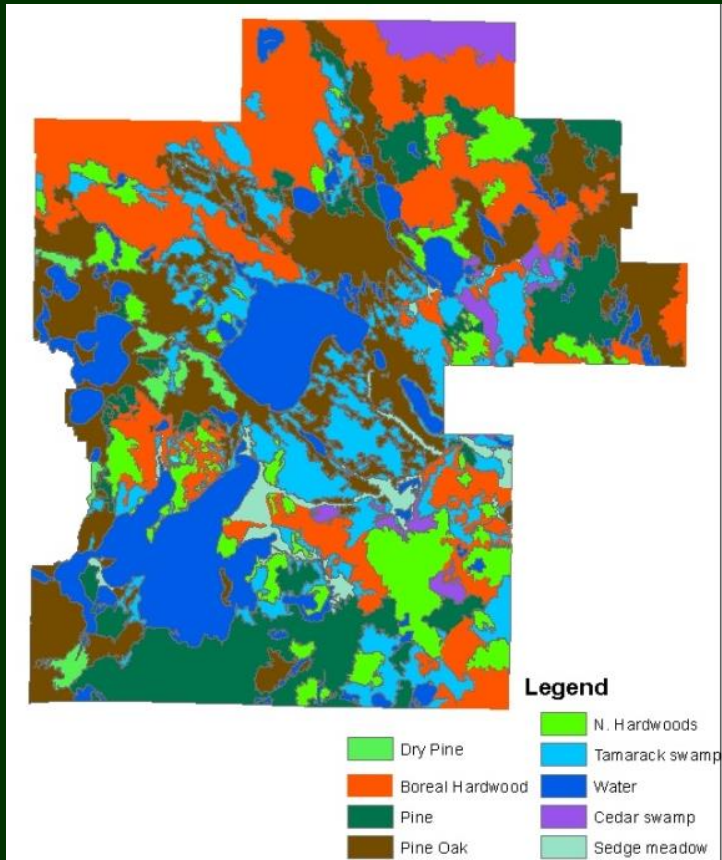 Legend
Dry Pine
Boreal Hardwood
Pine
Pine Oak
N. Hardwoods
Tamarack swamp
Water
Cedar swamp
Sedge meadow